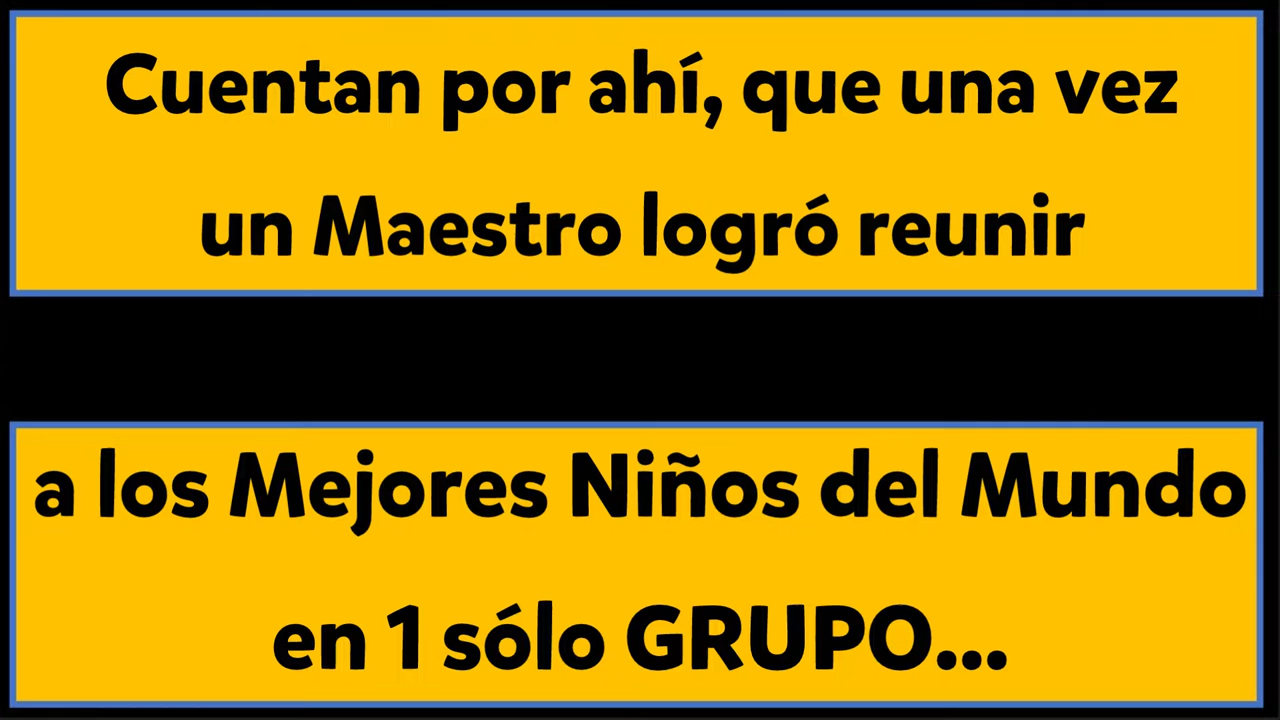 Cuentan por ahí, que una vez
un Maestro logró reunir
a los Mejores Niños del Mundo
en 1 sólo GRUPO...